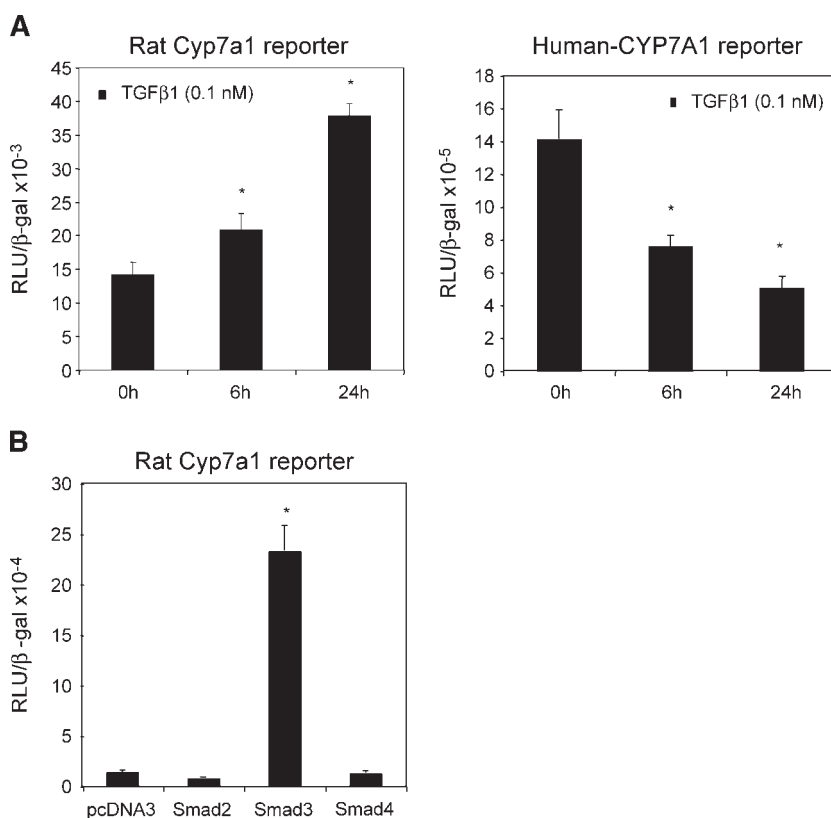 A
Rat Cyp7a1 reporter
45
40
35
30
25
20
15
10
5
0
RLU/β-gal x10⁻³
TGFβ1 (0.1 nM)
*
*
0h
6h
24h
Human-CYP7A1 reporter
18
16
14
12
10
8
6
4
2
0
RLU/β-gal x10⁻⁵
TGFβ1 (0.1 nM)
*
*
0h
6h
24h
B
Rat Cyp7a1 reporter
30
25
20
15
10
5
0
RLU/β -gal x10⁻⁴
*
pcDNA3
Smad2
Smad3
Smad4